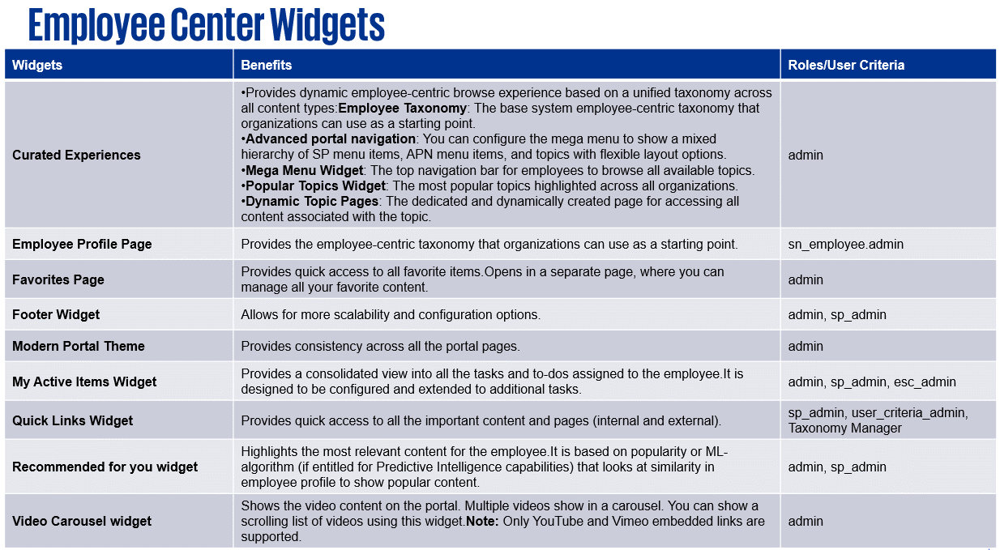 Employee Center Widgets
Widgets
Benefits
Roles/User Criteria
Curated Experiences
•Provides dynamic employee-centric browse experience based on a unified taxonomy across
all content types:Employee Taxonomy: The base system employee-centric taxonomy that
organizations can use as a starting point.
•Advanced portal navigation: You can configure the mega menu to show a mixed
hierarchy of SP menu items, APN menu items, and topics with flexible layout options.
•Mega Menu Widget: The top navigation bar for employees to browse all available topics.
•Popular Topics Widget: The most popular topics highlighted across all organizations.
•Dynamic Topic Pages: The dedicated and dynamically created page for accessing all
content associated with the topic.
admin
Employee Profile Page
Provides the employee-centric taxonomy that organizations can use as a starting point.
sn_employee.admin
Favorites Page
Provides quick access to all favorite items.Opens in a separate page, where you can
manage all your favorite content.
admin
Footer Widget
Allows for more scalability and configuration options.
admin, sp_admin
Modern Portal Theme
Provides consistency across all the portal pages.
admin
My Active Items Widget
Provides a consolidated view into all the tasks and to-dos assigned to the employee.It is
designed to be configured and extended to additional tasks.
admin, sp_admin, esc_admin
Quick Links Widget
Provides quick access to all the important content and pages (internal and external).
sp_admin, user_criteria_admin,
Taxonomy Manager
Recommended for you widget
Highlights the most relevant content for the employee.It is based on popularity or ML-
algorithm (if entitled for Predictive Intelligence capabilities) that looks at similarity in
employee profile to show popular content.
admin, sp_admin
Video Carousel widget
Shows the video content on the portal. Multiple videos show in a carousel. You can show a
scrolling list of videos using this widget.Note: Only YouTube and Vimeo embedded links are
supported.
admin